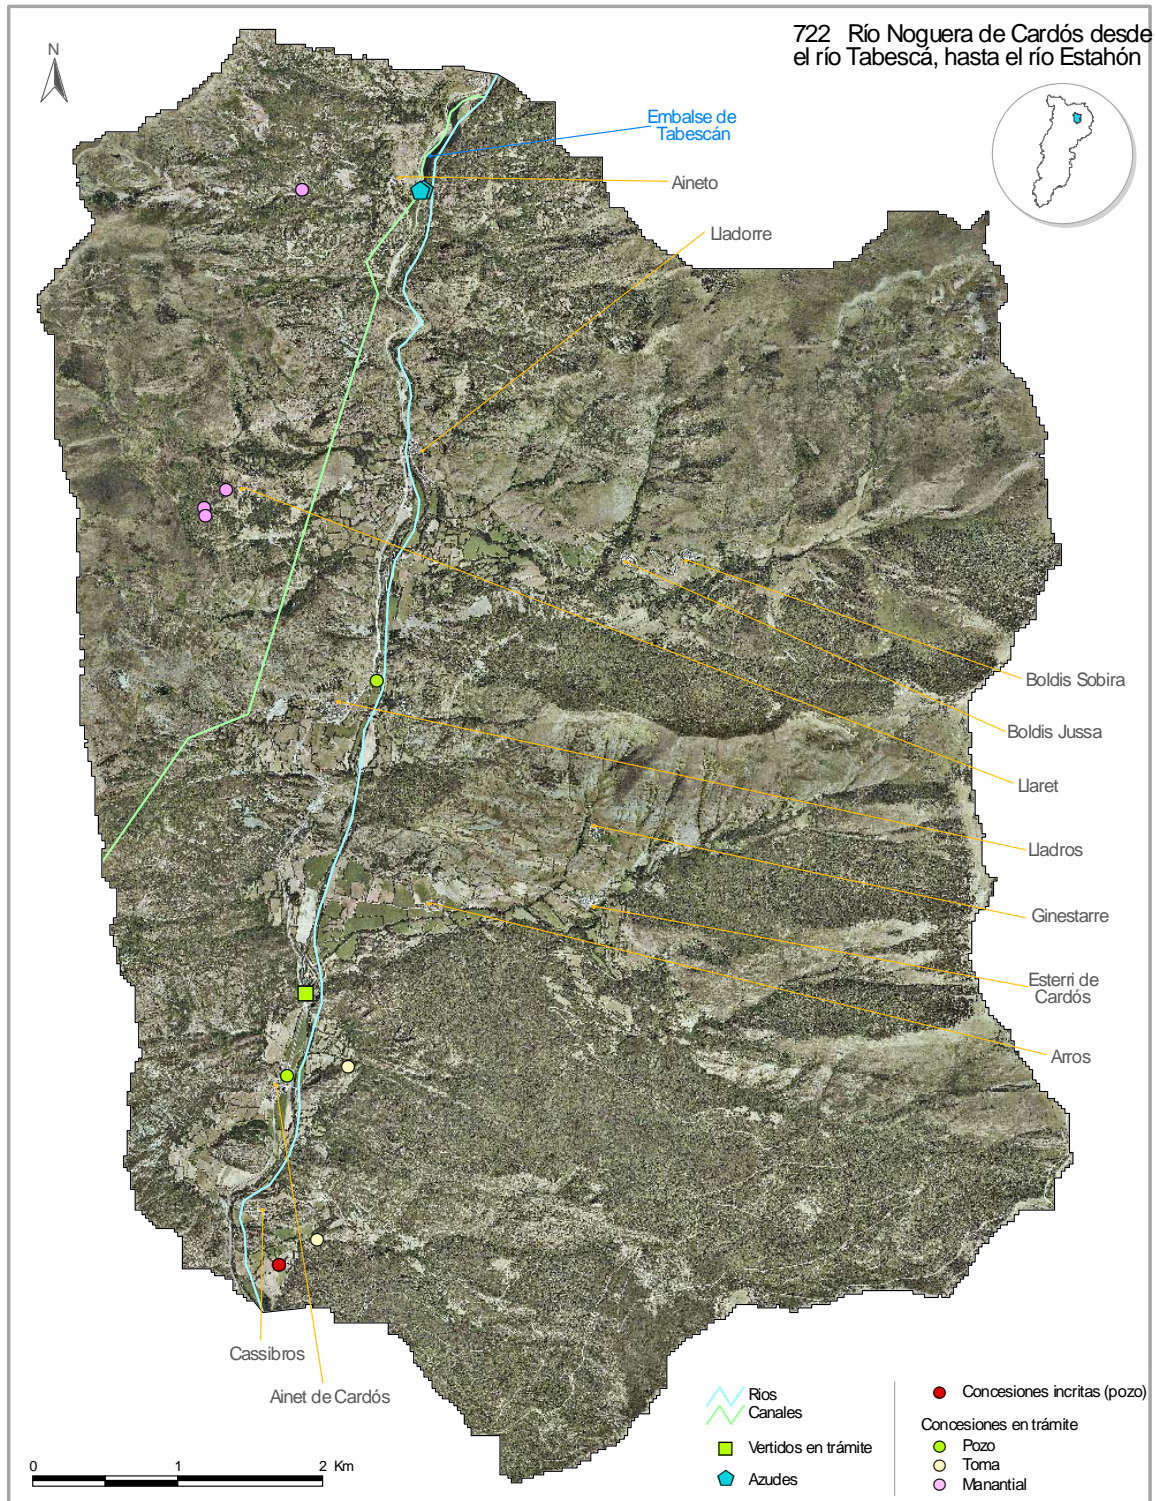 722 Río Noguera de Cardós desde
el río Tabescá, hasta el río Estahón
N
Embalse de
Tabescán
Aineto
Lladorre
Boldis Sobira
Boldis Jussa
Llaret
Lladros
Ginestarre
Esterri de
Cardós
Arros
Cassibros
Ainet de Cardós
Rios
Canales
Vertidos en trámite
Azudes
Concesiones incritas (pozo)
Concesiones en trámite
Pozo
Toma
Manantial
0 1 2 Km